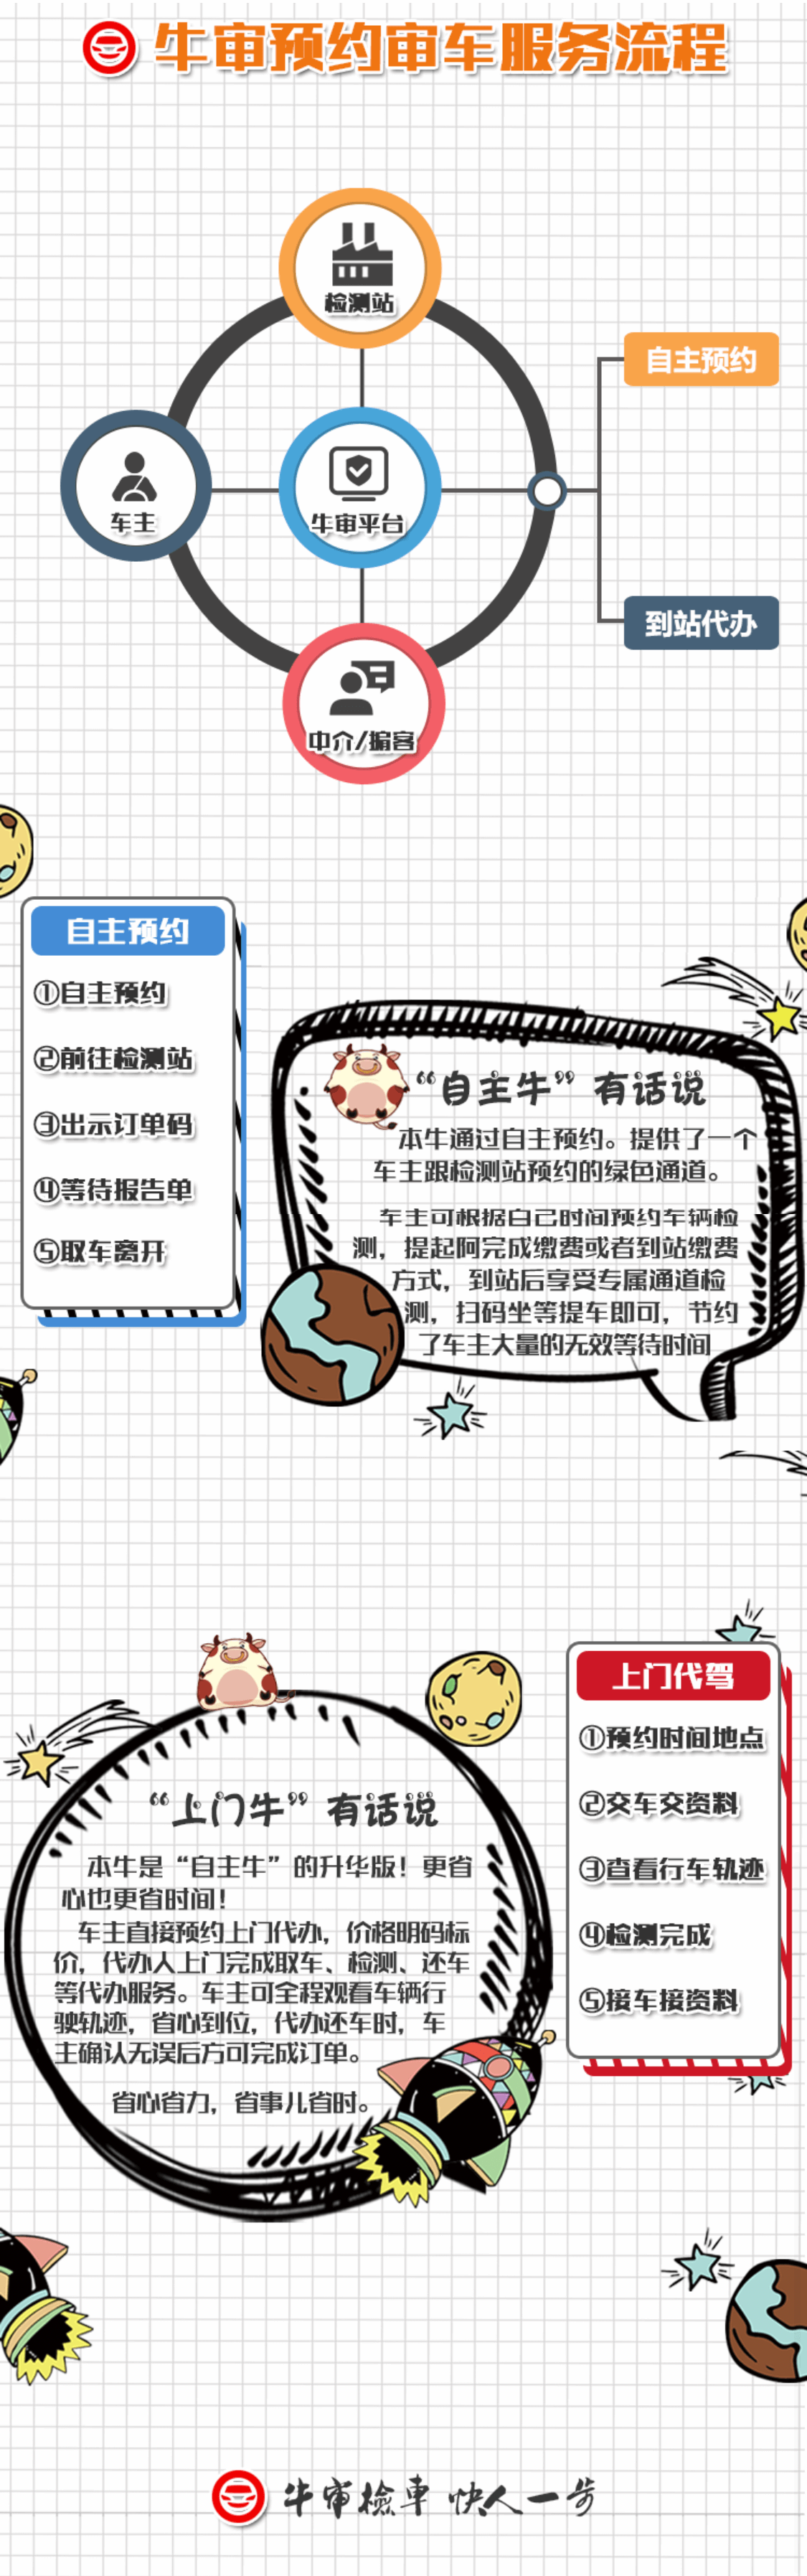 牛审预约审车服务流程
检测站
自主预约
车主
牛审平台
到站代办
中介/掮客
自主预约
①自主预约
②前往检测站
③出示订单码
④等待报告单
⑤取车离开
“自主牛”有话说
本牛通过自主预约。提供了一个
车主跟检测站预约的绿色通道。
车主可根据自己时间预约车辆检
测，提起阿完成缴费或者到站缴费
方式，到站后享受专属通道检
测，扫码坐等提车即可，节约
了车主大量的无效等待时间
上门代驾
①预约时间地点
②交车交资料
③查看行车轨迹
④检测完成
⑤接车接资料
“上门牛”有话说
本牛是“自主牛”的升华版！更省
心也更省时间！
车主直接预约上门代办，价格明码标
价，代办人上门完成取车、检测、还车
等代办服务。车主可全程观看车辆行
驶轨迹，省心到位，代办还车时，车
主确认无误后方可完成订单。
省心省力，省事儿省时。
牛审檢車 快人一步